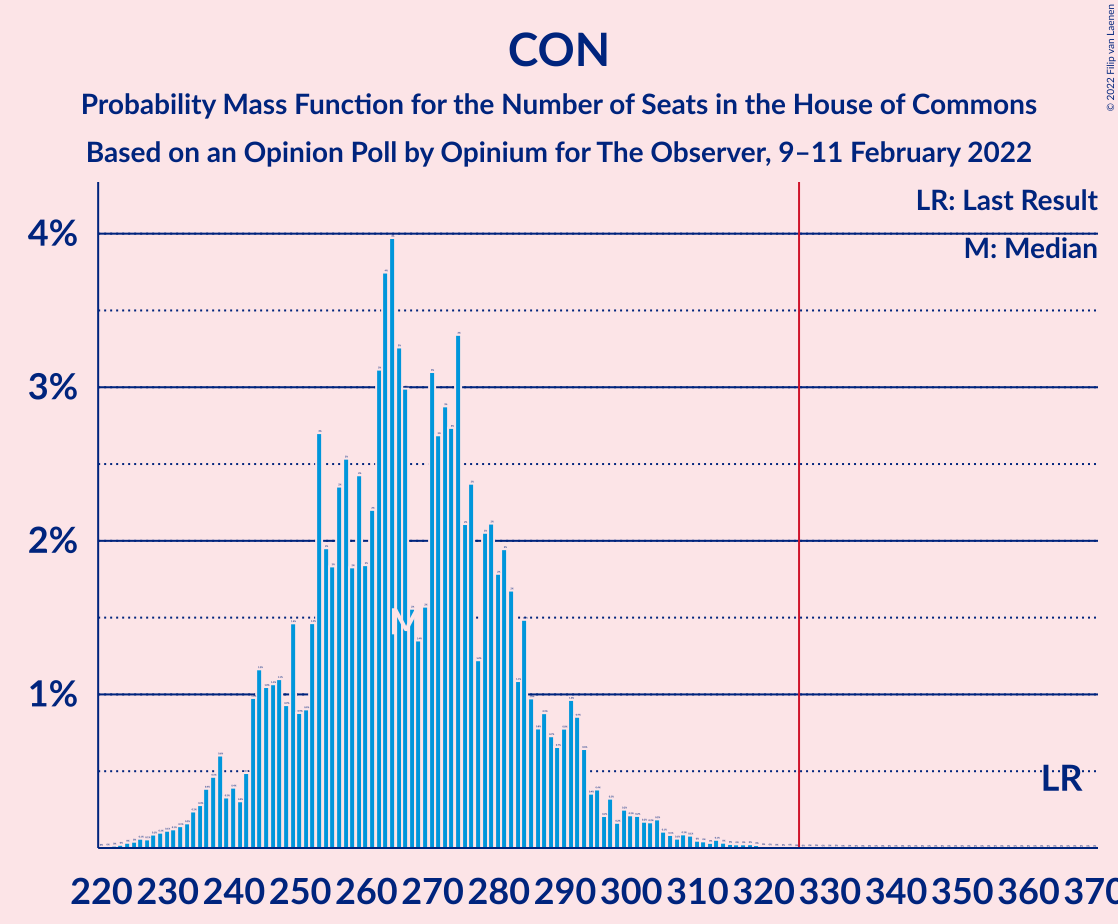 CON
Probability Mass Function for the Number of Seats in the House of Commons
Based on an Opinion Poll by Opinium for The Observer, 9–11 February 2022
© 2022 Filip van Laenen
LR: Last Result
M: Median
4%
3%
2%
1%
M
LR
220 230 240 250 260 270 280 290 300 310 320 330 340 350 360 370